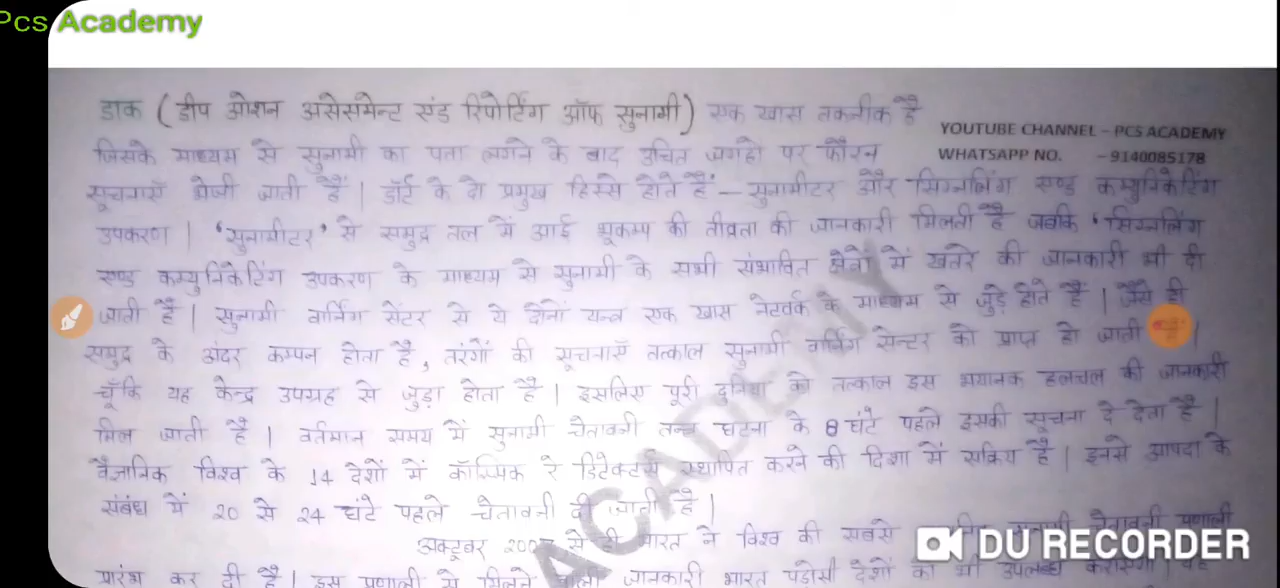 Pcs Academy
डाक (डीप ओशन असेसमेन्ट एंड रिपोर्टिंग ऑफ सुनामी) एक खास तकनीक है
YOUTUBE CHANNEL – PCS ACADEMY
जिसके माध्यम से सुनामी का पता लगने के बाद उचित जगहो पर फौरन
WHATSAPP NO. – 9140085178
सूचनाएँ भेजी जाती हैं। डॉर्ट के दो प्रमुख हिस्से होते हैं – सुनामीटर और सिग्नलिंग एण्ड कम्युनिकेटिंग
उपकरण। 'सुनामीटर' से समुद्र तल में आई भूकम्प की तीव्रता की जानकारी मिलती है जबकि 'सिग्नलिंग
एण्ड कम्युनिकेटिंग उपकरण के माध्यम से सुनामी के सभी संभावित क्षेत्रों में खतरे की जानकारी भी दी
जाती है। सुनामी वार्निंग सेंटर से ये दोनों यन्त्र एक खास नेटवर्क के माध्यम से जुड़े होते हैं। जैसे ही
समुद्र के अंदर कम्पन होता है, तरंगों की सूचनाएँ तत्काल सुनामी वार्निंग सेन्टर को प्राप्त हो जाती
चूँकि यह केन्द्र उपग्रह से जुड़ा होता है। इसलिए पूरी दुनिया को तत्काल इस भयानक हलचल की जानकारी
मिल जाती है। वर्तमान समय में सुनामी चेतावनी तन्त्र घटना के 8 घंटे पहले इसकी सूचना दे देता है।
वैज्ञानिक विश्व के 14 देशों में कॉस्मिक रे डिटेक्टर्स स्थापित करने की दिशा में सक्रिय है। इनसे आपदा के
संबंध में 20 से 24 घंटे पहले चेतावनी दी जाती है।
अक्टूबर से ही भारत ने विश्व की सबसे सुनामी चेतावनी प्रणाली
प्रारंभ कर दी है। इस प्रणाली से मिलने वाली जानकारी भारत पड़ोसी देशों को भी उपलब्ध कराएगा। यह
ACADEMY
DU RECORDER